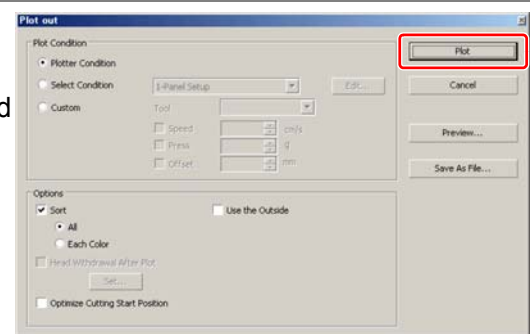 Plot out
Plot Condition
Plotter Condition
Select Condition 1-Panel Setup Edit...
Custom Tool
Speed cm/s
Press g
Offset mm
Plot
Cancel
Preview...
Save As File...
Options
Sort Use the Outside
All
Each Color
Head Withdrawal After Plot
Set...
Optimize Cutting Start Position